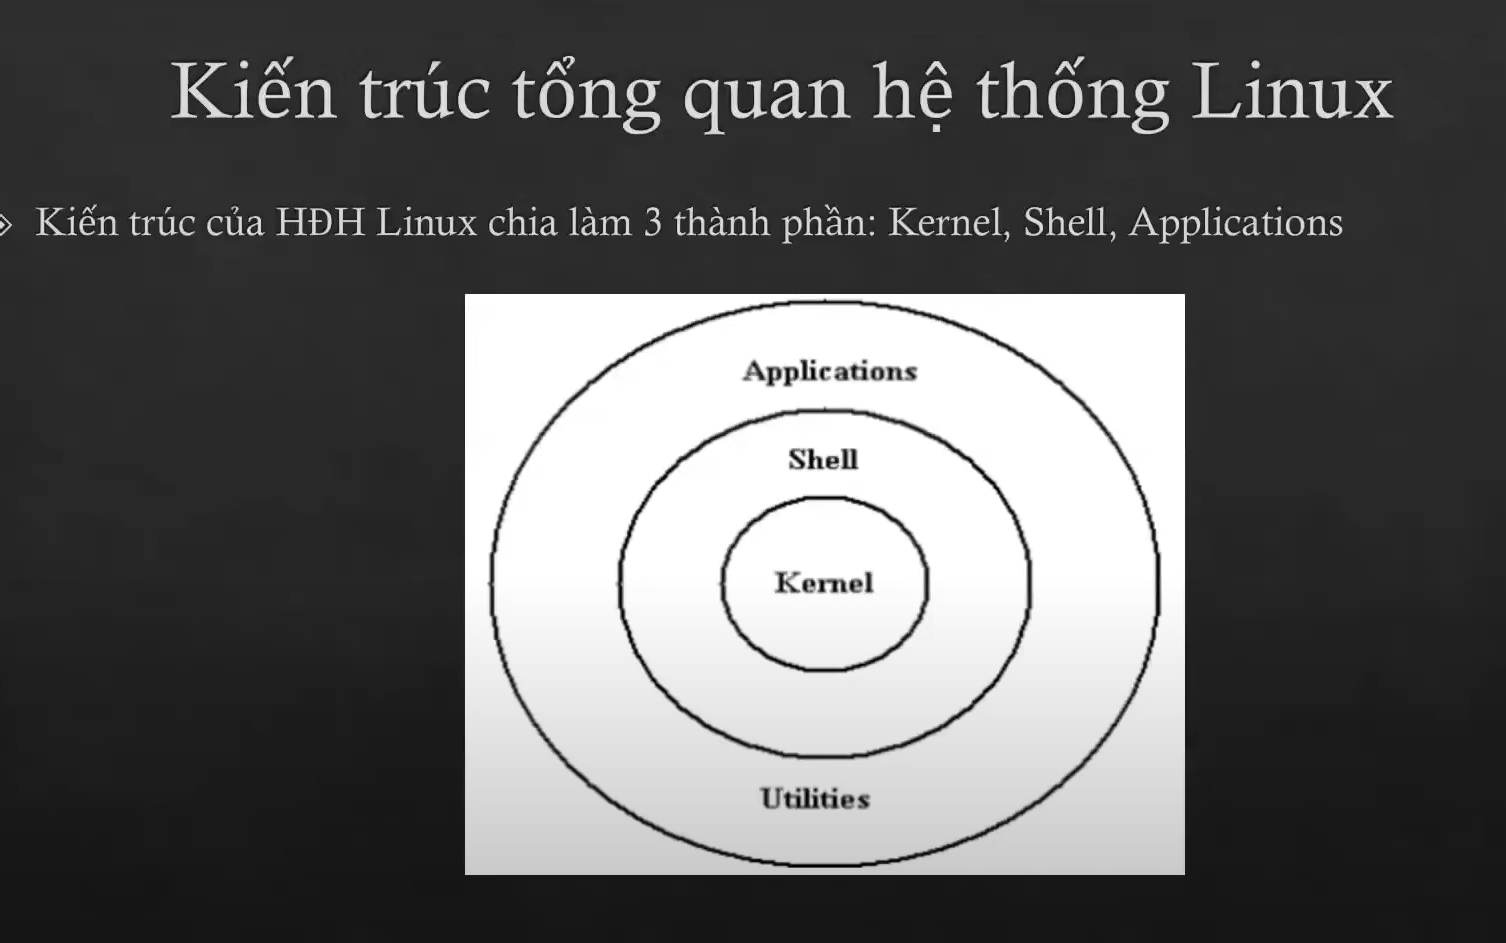 Kiến trúc tổng quan hệ thống Linux
Kiến trúc của HĐH Linux chia làm 3 thành phần: Kernel, Shell, Applications
Applications
Shell
Kernel
Utilities